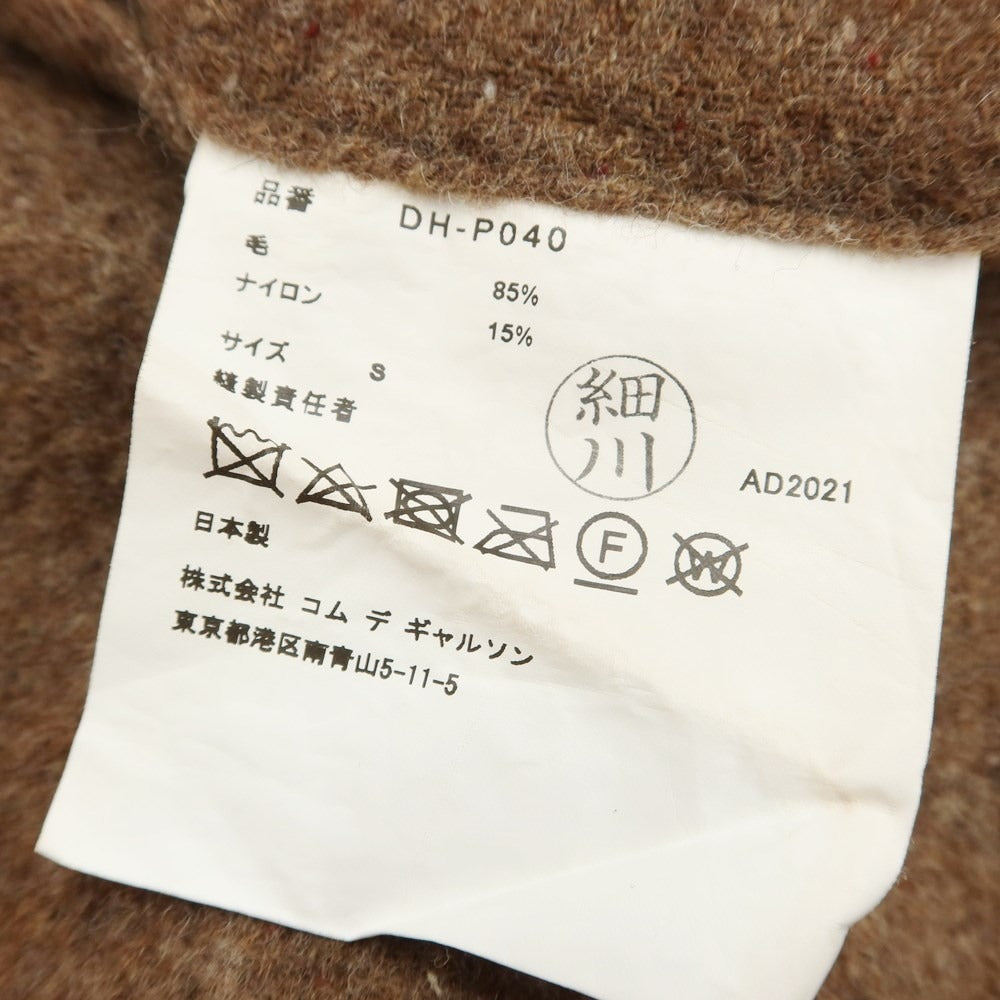 品番 DH-P040
毛 85%
ナイロン 15%
サイズ S
縫製責任者
細川
AD2021
F W
日本製
株式会社 コム デ ギャルソン
東京都港区南青山5-11-5